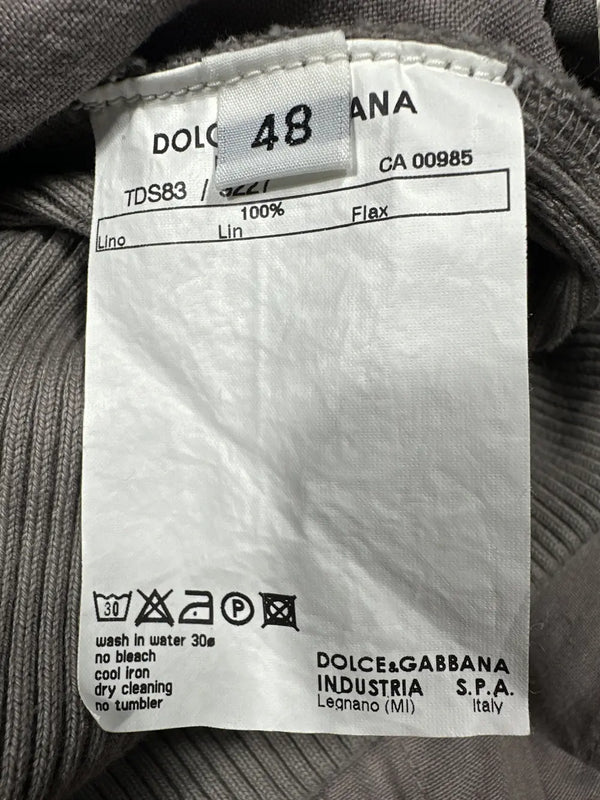 DOLC ANA
48
TDS83 / CA 00985
100%
Lino Lin Flax
30 P
wash in water 30ø
no bleach
cool iron
dry cleaning
no tumbler
DOLCE&GABBANA
INDUSTRIA S.P.A.
Legnano (MI) Italy